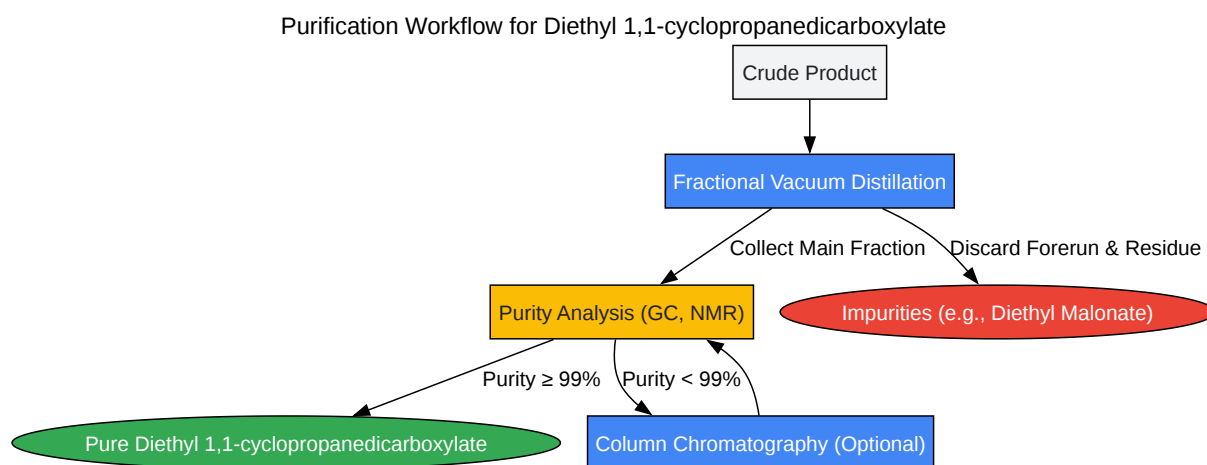 Purification Workflow for Diethyl 1,1-cyclopropanedicarboxylate
Crude Product
Fractional Vacuum Distillation
Collect Main Fraction
Discard Forerun & Residue
Purity Analysis (GC, NMR)
Impurities (e.g., Diethyl Malonate)
Purity ≥ 99%
Purity < 99%
Pure Diethyl 1,1-cyclopropanedicarboxylate
Column Chromatography (Optional)